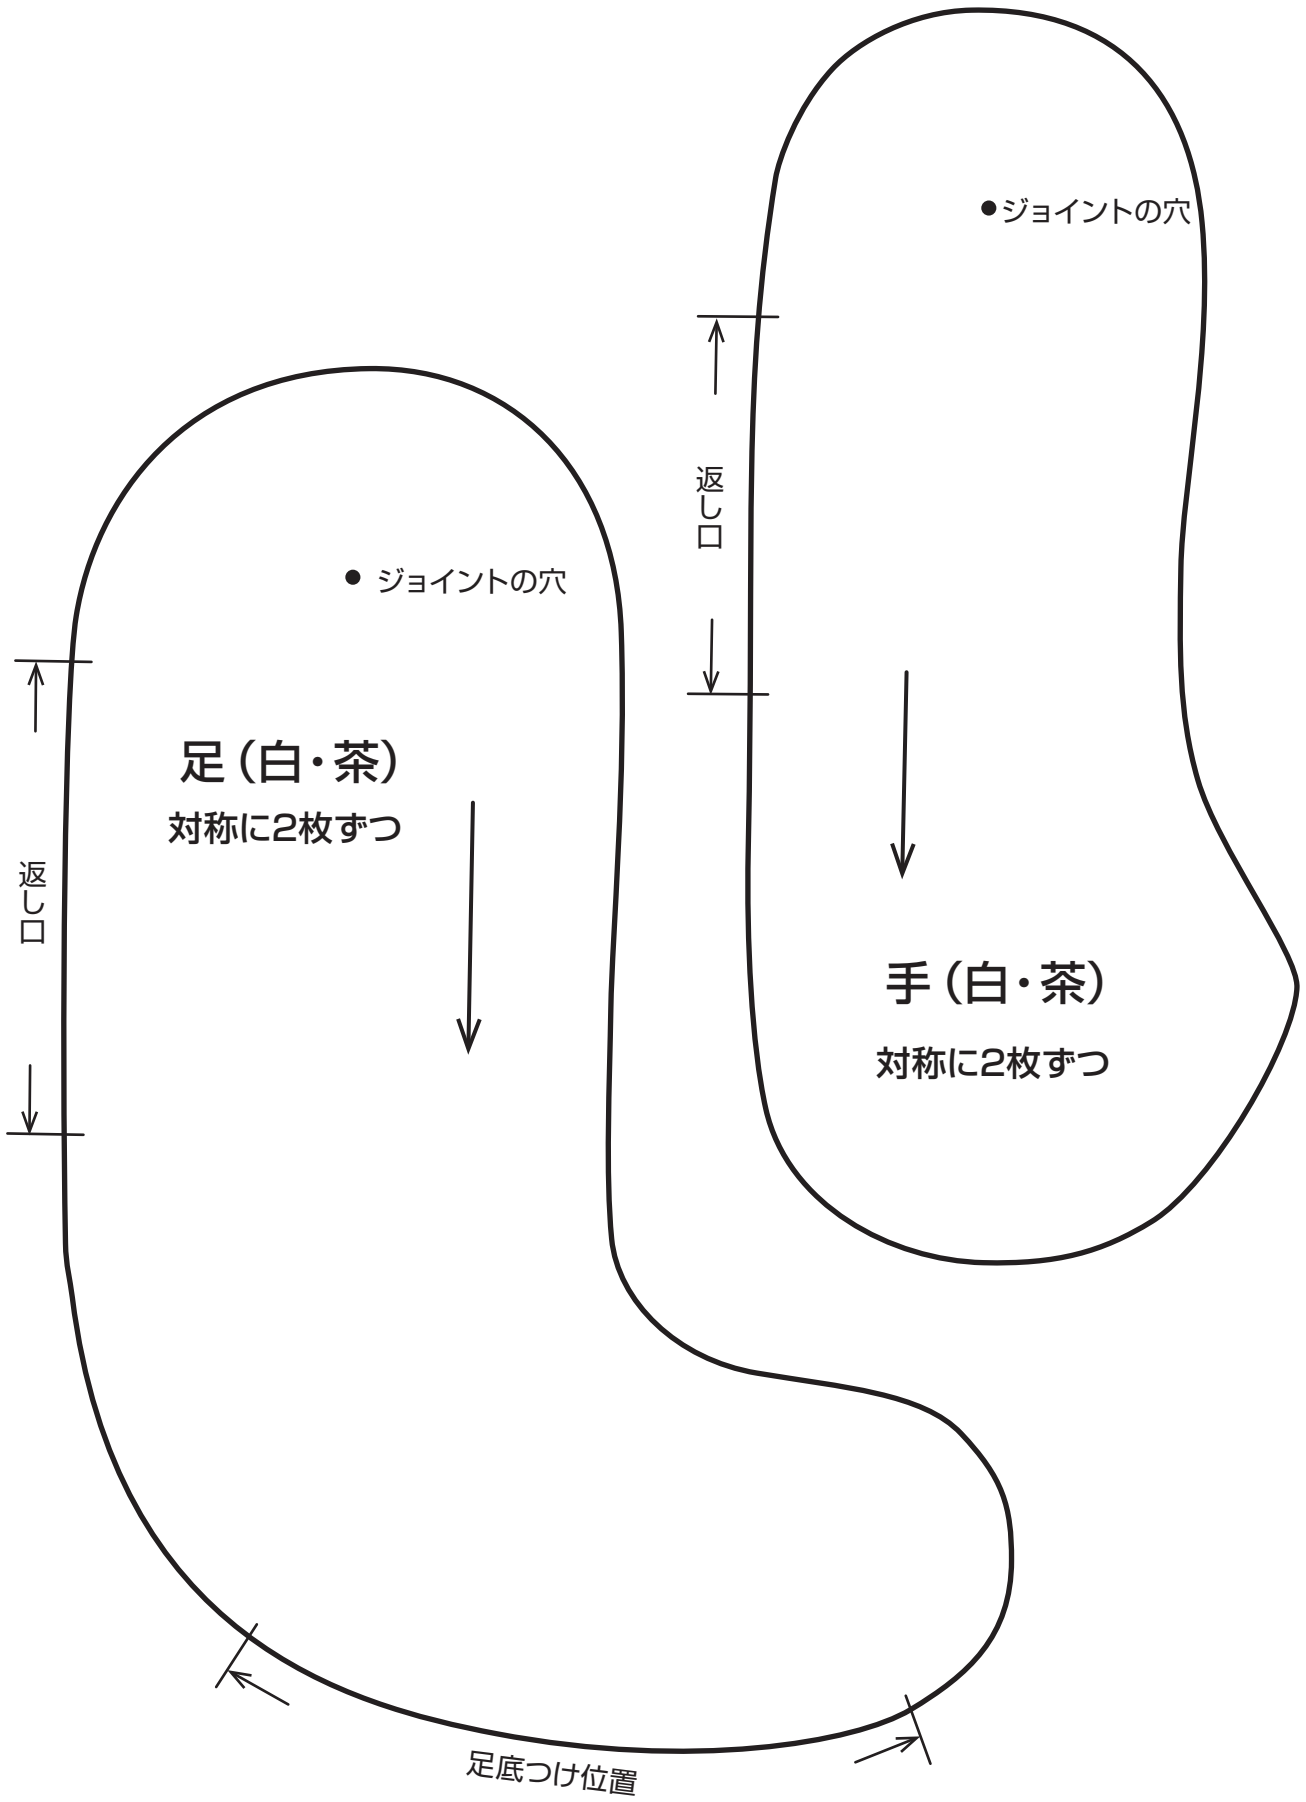 ジョイントの穴
返し口
手（白・茶）
対称に2枚ずつ
ジョイントの穴
足（白・茶）
対称に2枚ずつ
返し口
足底つけ位置